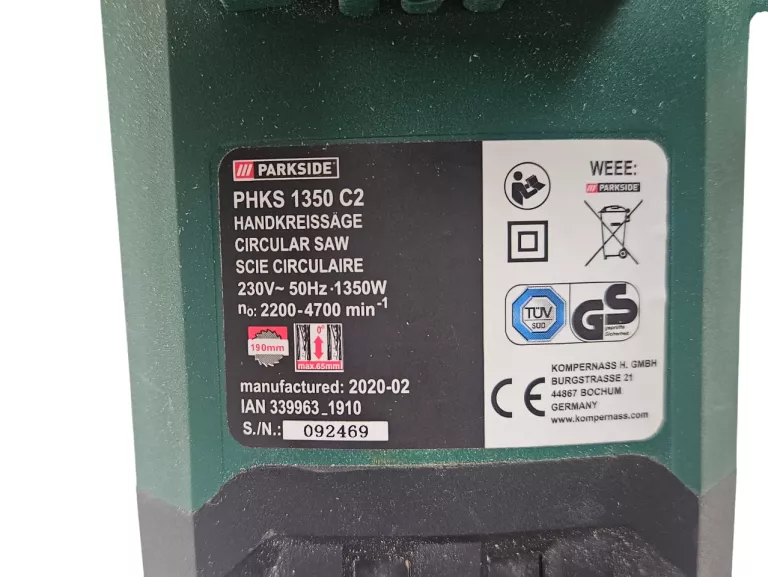 PARKSIDE
PHKS 1350 C2
HANDKREISSÄGE
CIRCULAR SAW
SCIE CIRCULAIRE
230V~ 50Hz · 1350W
n₀: 2200-4700 min⁻¹
190mm
0°
max.65mm
manufactured: 2020-02
IAN 339963_1910
S./N.: 092469
WEEE:
PARKSIDE
TÜV
SÜD
GS
geprüfte
Sicherheit
CE
KOMPERNASS H. GMBH
BURGSTRASSE 21
44867 BOCHUM
GERMANY
www.kompernass.com